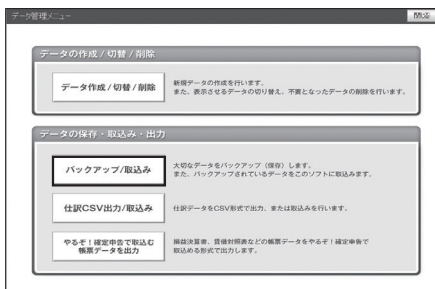 データ管理メニュー
閉じる
データの作成/切替/削除
データ作成/切替/削除
新規データの作成を行います。
また、表示させるデータの切り替え、不要となったデータの削除を行います。
データの保存・取込み・出力
バックアップ/取込み
大切なデータをバックアップ（保存）します。
また、バックアップされているデータをこのソフトに取込みます。
仕訳CSV出力/取込み
仕訳データをCSV形式で出力、または取込みを行います。
やるぞ！確定申告で取込む
帳票データを出力
損益決算書、貸借対照表などの帳票データをやるぞ！確定申告で
取込める形式で出力します。